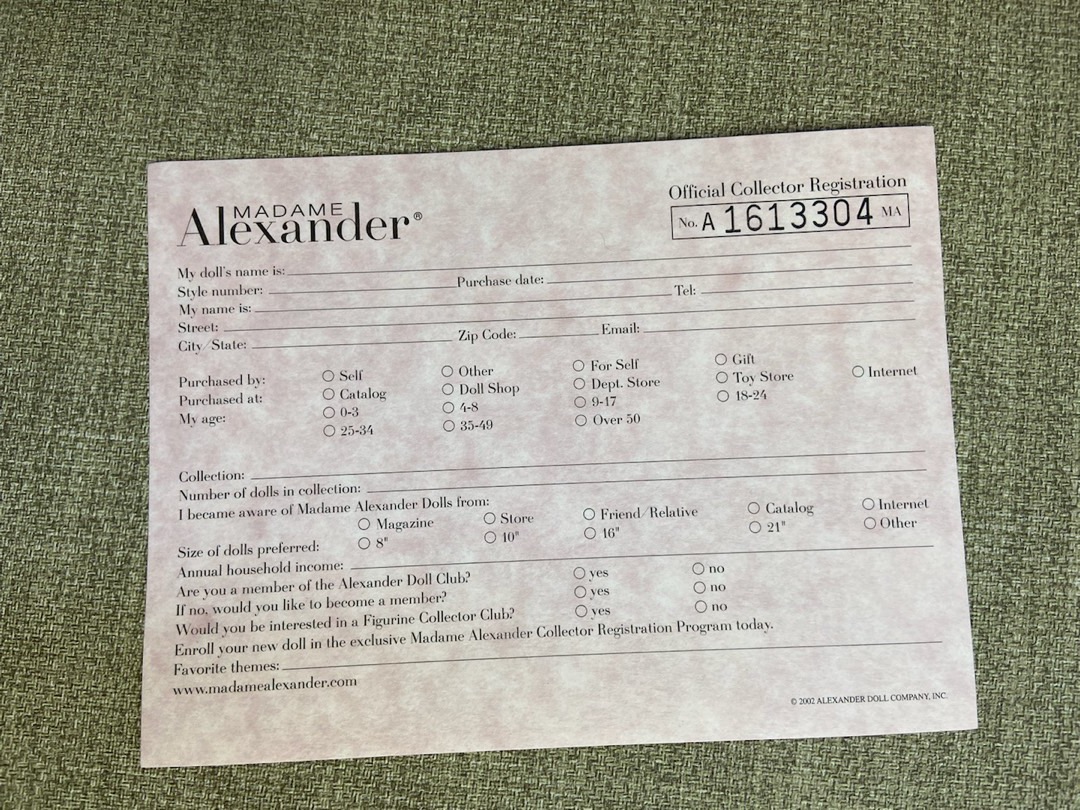 MADAME
Alexander®
Official Collector Registration
No. A 1613304 MA
My doll's name is:
Style number: Purchase date:
My name is: Tel:
Street:
City/State: Zip Code: Email:
Purchased by: Self Other For Self Gift
Purchased at: Catalog Doll Shop Dept. Store Toy Store Internet
My age: 0-3 4-8 9-17 18-24
25-34 35-49 Over 50
Collection:
Number of dolls in collection:
I became aware of Madame Alexander Dolls from:
Magazine Store Friend/Relative Catalog Internet
Size of dolls preferred: 8" 10" 16" 21" Other
Annual household income:
Are you a member of the Alexander Doll Club? yes no
If no, would you like to become a member? yes no
Would you be interested in a Figurine Collector Club? yes no
Enroll your new doll in the exclusive Madame Alexander Collector Registration Program today.
Favorite themes:
www.madamealexander.com
© 2002 ALEXANDER DOLL COMPANY, INC.